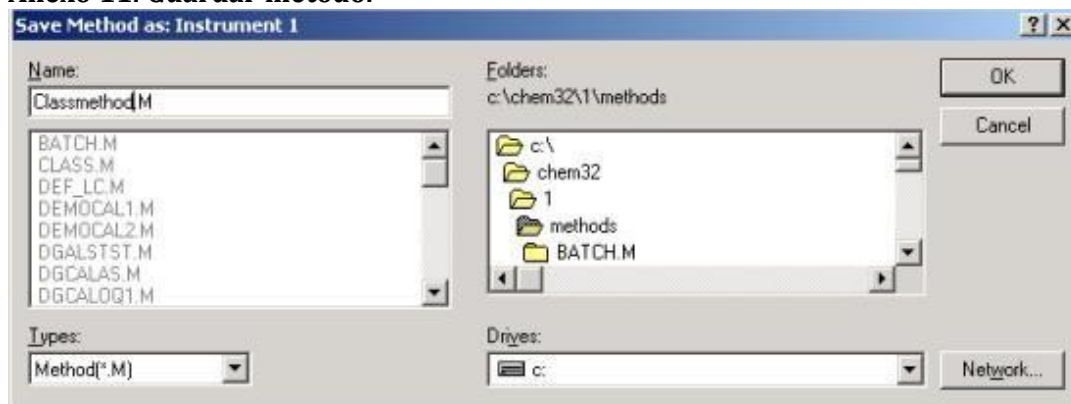 Anexo 11. Guardar método.
Save Method as: Instrument 1
Name:
Classmethod.M
BATCH.M
CLASS.M
DEF_LC.M
DEMOCAL1.M
DEMOCAL2.M
DGALSTST.M
DGCALAS.M
DGCALOQ1.M
Types:
Method(*.M)
Folders:
c:\chem32\1\methods
c:\
chem32
1
methods
BATCH.M
Drives:
c:
OK
Cancel
Network...